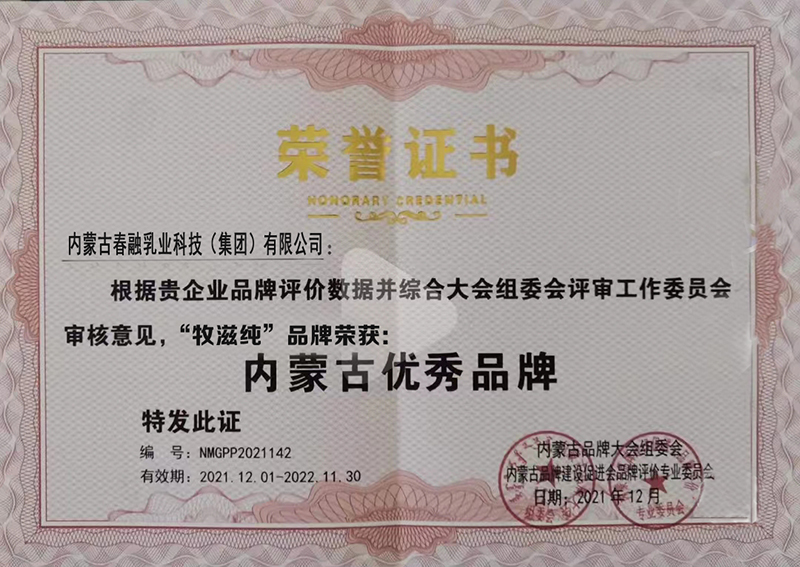 荣誉证书
HONORARY CREDENTIAL
内蒙古春融乳业科技（集团）有限公司：
根据贵企业品牌评价数据并综合大会组委会评审工作委员会
审核意见，“牧滋纯”品牌荣获：
内蒙古优秀品牌
特发此证
编 号：NMGPP2021142
有效期：2021.12.01-2022.11.30
内蒙古品牌大会组委会
内蒙古品牌建设促进会品牌评价专业委员会
日期：2021年12月
专业委员会